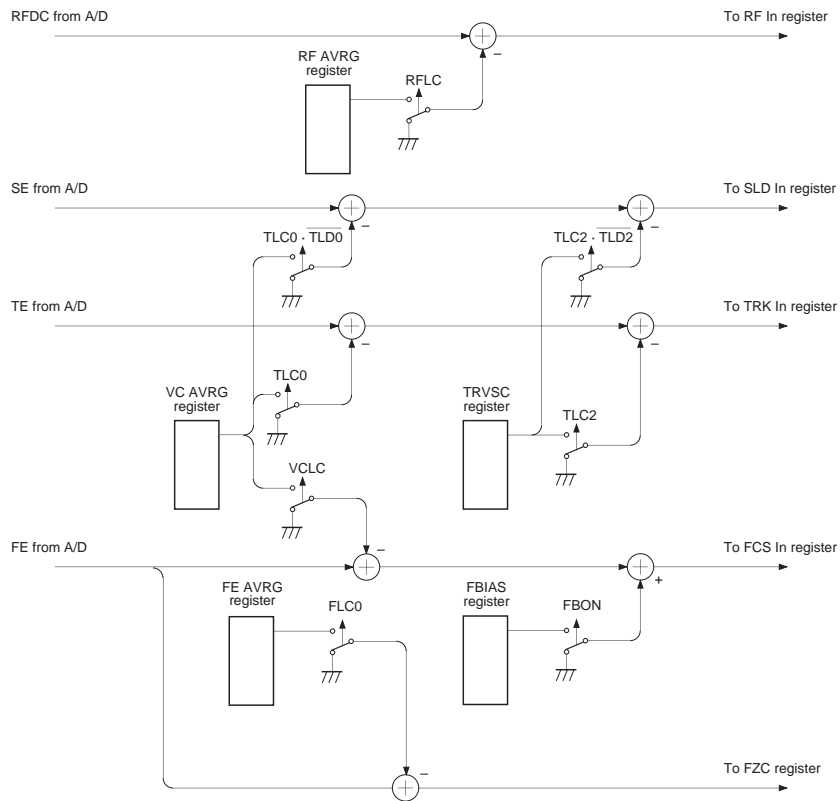 RFDC from A/D
To RF In register
RF AVRG
register
RFLC
–
SE from A/D
To SLD In register
TLC0 · T̅L̅D̅0̅
–
TLC2 · T̅L̅D̅2̅
–
TE from A/D
To TRK In register
–
–
VC AVRG
register
TLC0
TRVSC
register
TLC2
VCLC
FE from A/D
–
To FCS In register
+
FE AVRG
register
FLC0
FBIAS
register
FBON
–
To FZC register